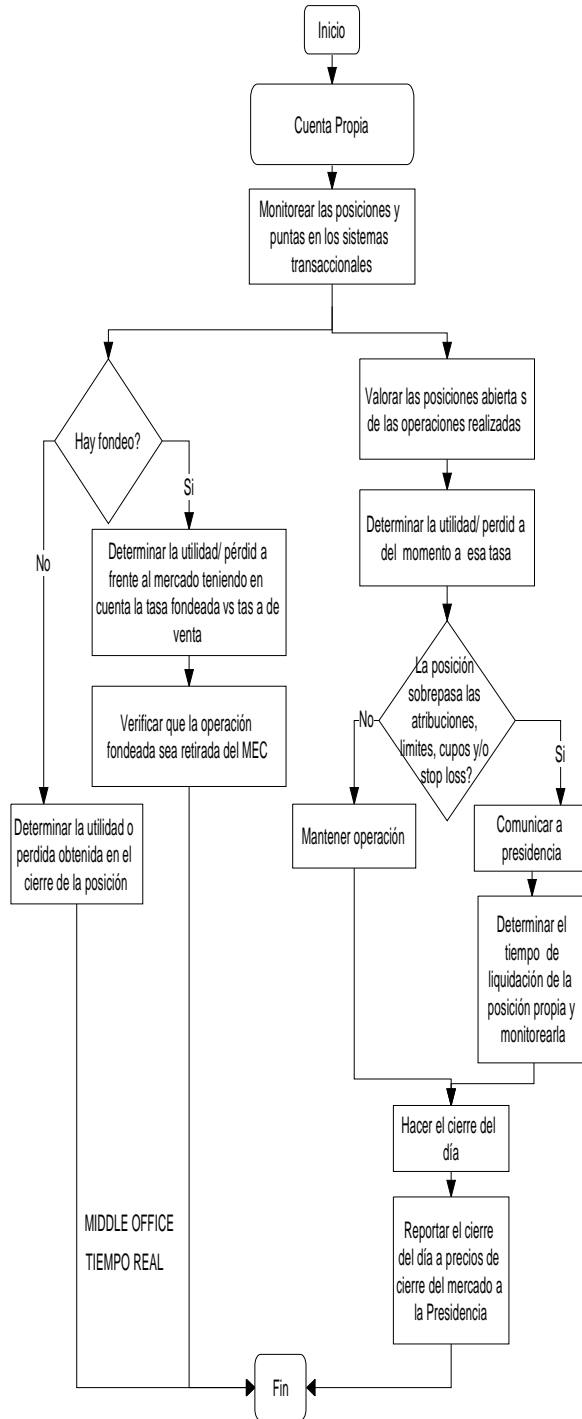 Inicio
Cuenta Propia
Monitorear las posiciones y
puntas en los sistemas
transaccionales
Hay fondeo?
Si
No
Determinar la utilidad/ pérdid a
frente al mercado teniendo en
cuenta la tasa fondeada vs tas a de
venta
Verificar que la operación
fondeada sea retirada del MEC
Determinar la utilidad o
perdida obtenida en el
cierre de la posición
Valorar las posiciones abierta s
de las operaciones realizadas
Determinar la utilidad/ perdid a
del momento a esa tasa
La posición
sobrepasa las
atribuciones,
limites, cupos y/o
stop loss?
No
Si
Mantener operación
Comunicar a
presidencia
Determinar el
tiempo de
liquidación de la
posición propia y
monitorearla
Hacer el cierre del
día
Reportar el cierre
del día a precios de
cierre del mercado a
la Presidencia
MIDDLE OFFICE
TIEMPO REAL
Fin